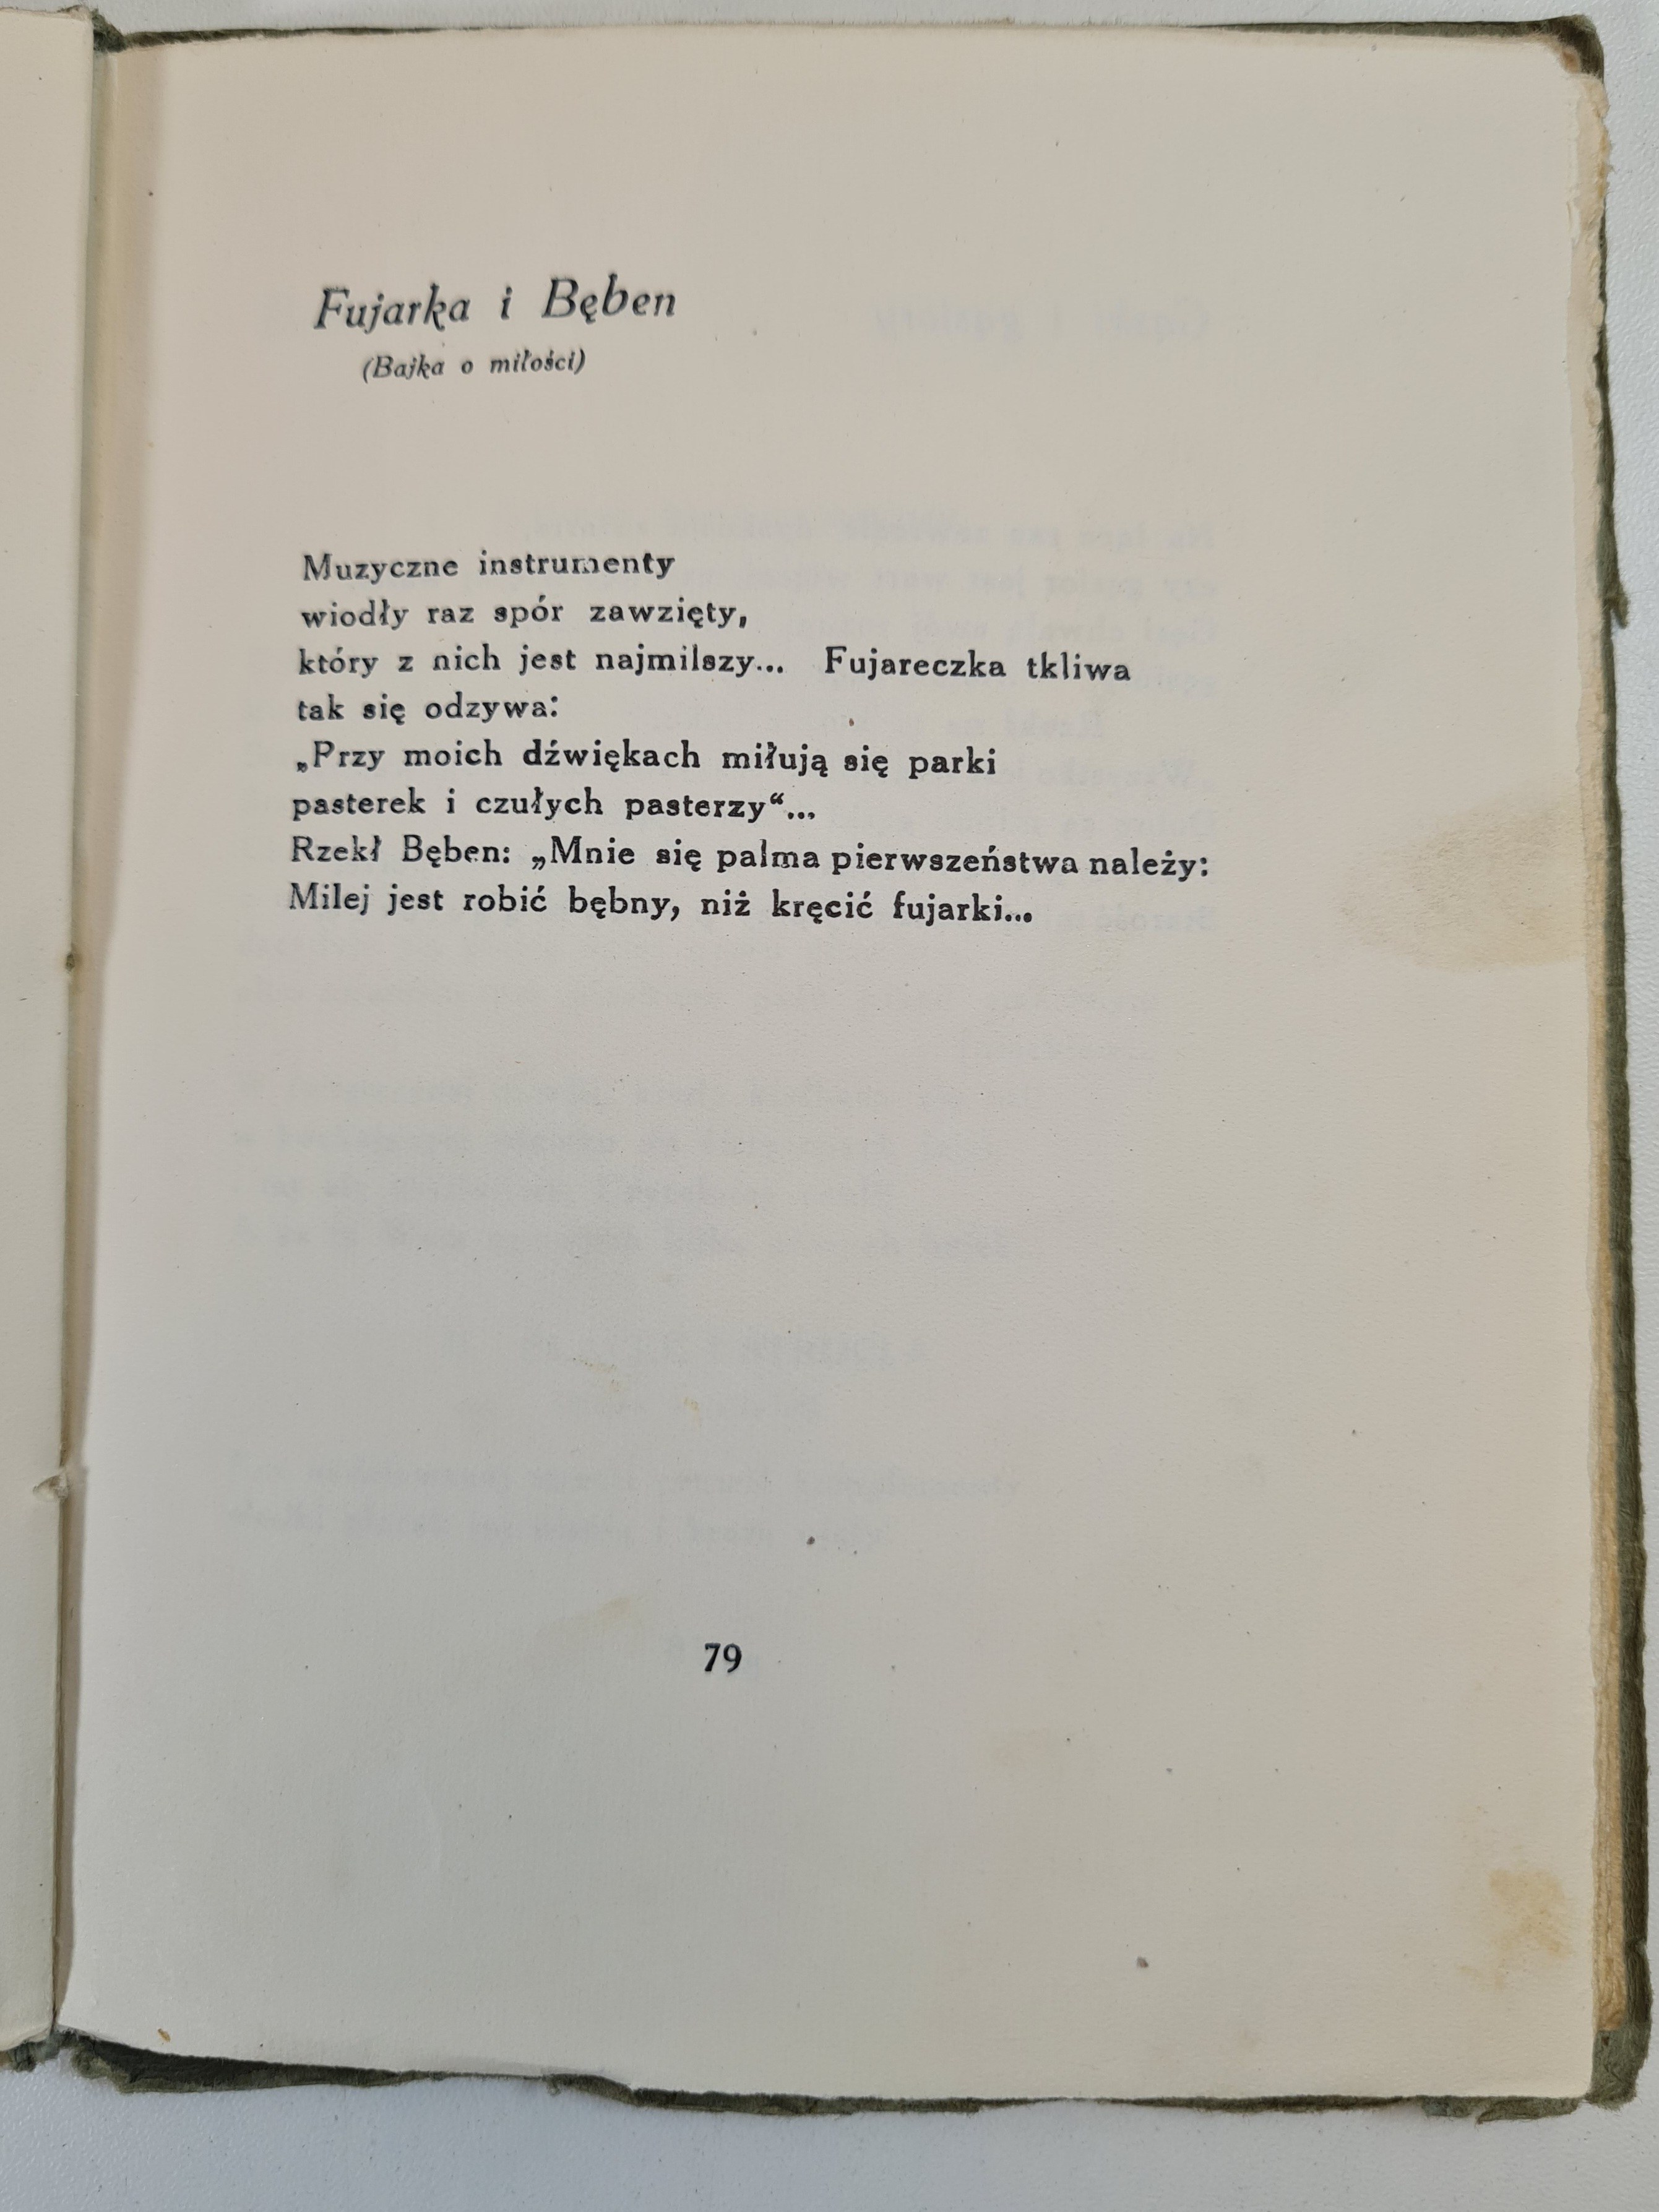 Fujarka i Bęben
(Bajka o miłości)
Muzyczne instrumenty
wiodły raz spór zawzięty,
który z nich jest najmilszy... Fujareczka tkliwa
tak się odzywa:
„Przy moich dźwiękach miłują się parki
pasterek i czułych pasterzy“...
Rzekł Bęben: „Mnie się palma pierwszeństwa należy:
Milej jest robić bębny, niż kręcić fujarki...
79